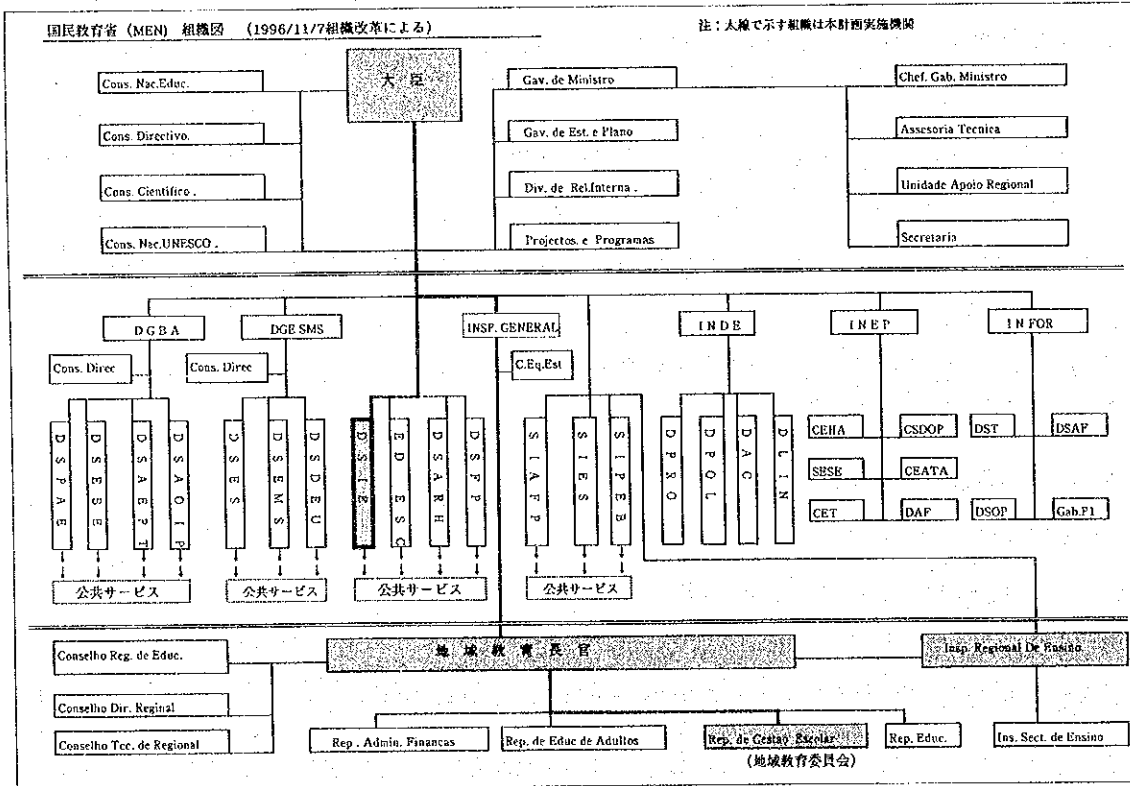 国民教育省 (MEN) 組織図 (1996/11/7組織改革による)
注:太線で示す組織は本計画実施機関
大臣
Cons. Nac.Educ.
Cons. Directivo.
Cons. Cientifico .
Cons. Nac.UNESCO .
Gav. de Ministro
Gav. de Est. e Plano
Div. de Rel.Interna .
Projectos. e Programas
Chef. Gab. Ministro
Assesoria Tecnica
Unidade Apoio Regional
Secretaria
DGBA
DGESMS
INSP. GENERAL
INDE
INEP
INFOR
Cons. Direc
Cons. Direc
C.Eq.Est
DSPAE
DSEBE
DSAEPT
DSAOIP
DSES
DSEMS
DSDEU
ED ESC
DSARH
DSFP
SIAFP
SIES
SIPEB
DPRO
DPOL
DAC
DLIN
CEHA
CSDOP
SESE
CEATA
CET
DAF
DST
DSAF
DSOP
Gab.Pl
公共サービス
公共サービス
公共サービス
公共サービス
地域教育長官
Insp. Regional De Ensino.
Conselho Reg. de Educ.
Conselho Dir. Reginal
Conselho Tec. de Regional
Rep . Admin. Financas
Rep. de Educ de Adultos
Rep. de Gestao Escolar
(地域教育委員会)
Rep. Educ.
Ins. Sect. de Ensino